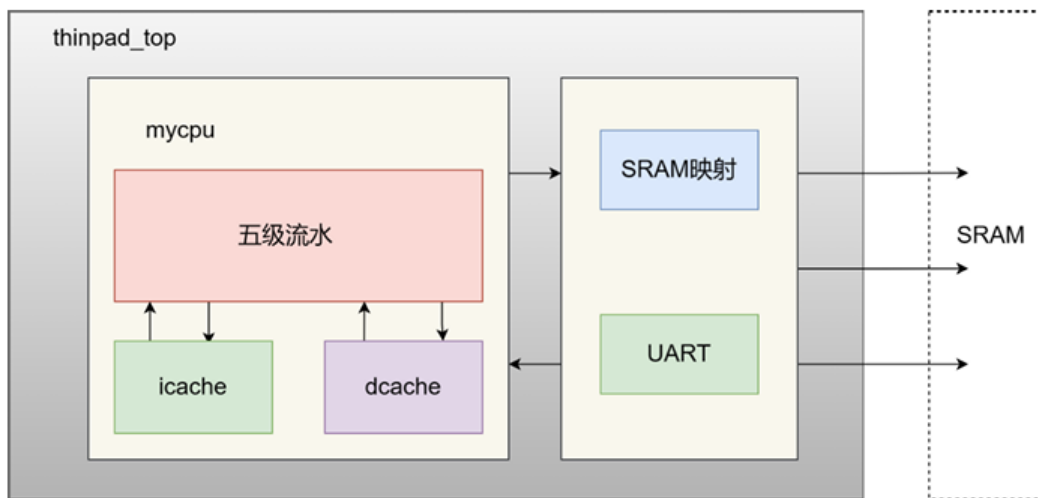 thinpad_top
mycpu
五级流水
icache
dcache
SRAM映射
UART
SRAM